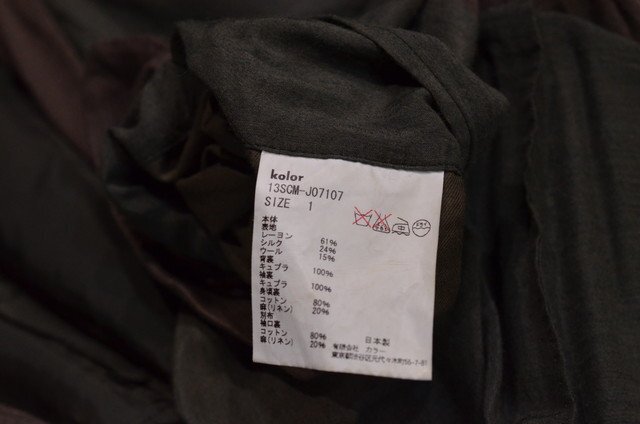 kolor
13SCM-J07107
SIZE 1
本体
表地
レーヨン 61%
シルク 24%
ウール 15%
背裏
キュプラ 100%
袖裏
キュプラ 100%
身頃裏
コットン 80%
麻(リネン) 20%
別布
袖口裏
コットン 80%
麻(リネン) 20%
日本製
有限会社 カラー
東京都渋谷区元代々木町56-7-B1